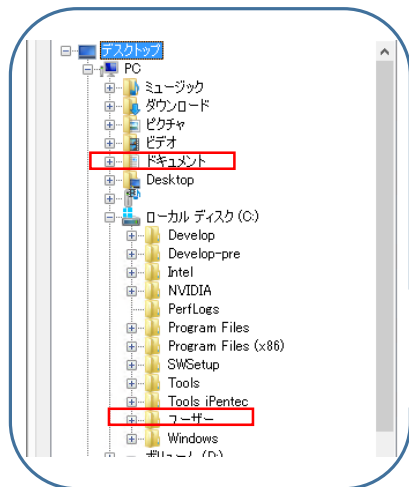 デスクトップ
PC
ミュージック
ダウンロード
ピクチャ
ビデオ
ドキュメント
Desktop
ローカル ディスク (C:)
Develop
Develop-pre
Intel
NVIDIA
PerfLogs
Program Files
Program Files (x86)
SWSetup
Tools
Tools iPentec
ユーザー
Windows
ボリューム (D:)